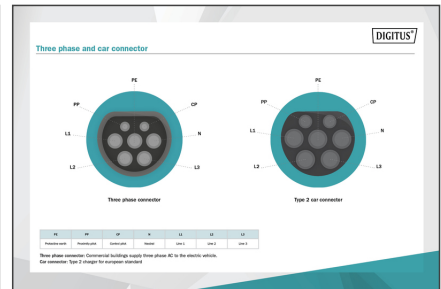 DIGITUS®
Three phase and car connector
PE
PP
CP
L1
N
L2
L3
Three phase connector
PE
PP
CP
L1
N
L2
L3
Type 2 car connector
PE PP CP N L1 L2 L3
Protective earth Proximity pilot Control pilot Neutral Line 1 Line 2 Line 3
Three phase connector: Commercial buildings supply three phase AC to the electric vehicle.
Car connector: Type 2 charger for european standard